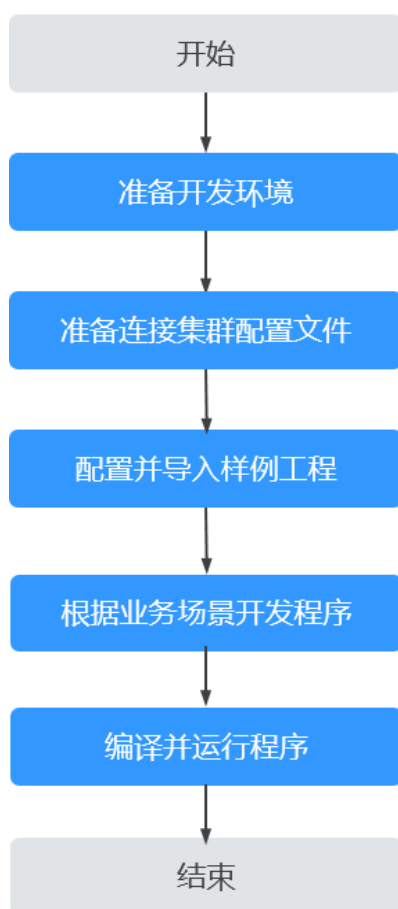 开始
准备开发环境
准备连接集群配置文件
配置并导入样例工程
根据业务场景开发程序
编译并运行程序
结束